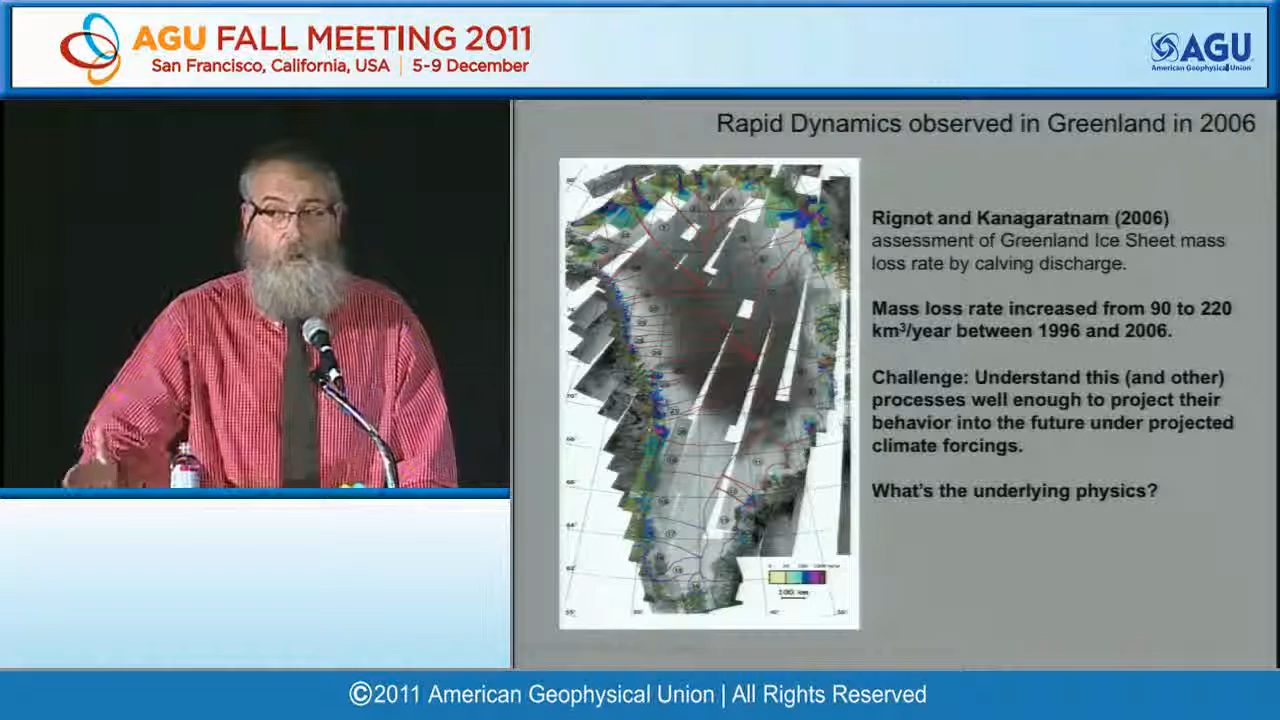 AGU FALL MEETING 2011
San Francisco, California, USA | 5-9 December
AGU
American Geophysical Union
Rapid Dynamics observed in Greenland in 2006
Rignot and Kanagaratnam (2006)
assessment of Greenland Ice Sheet mass
loss rate by calving discharge.
Mass loss rate increased from 90 to 220
km³/year between 1996 and 2006.
Challenge: Understand this (and other)
processes well enough to project their
behavior into the future under projected
climate forcings.
What's the underlying physics?
100 km
©2011 American Geophysical Union | All Rights Reserved